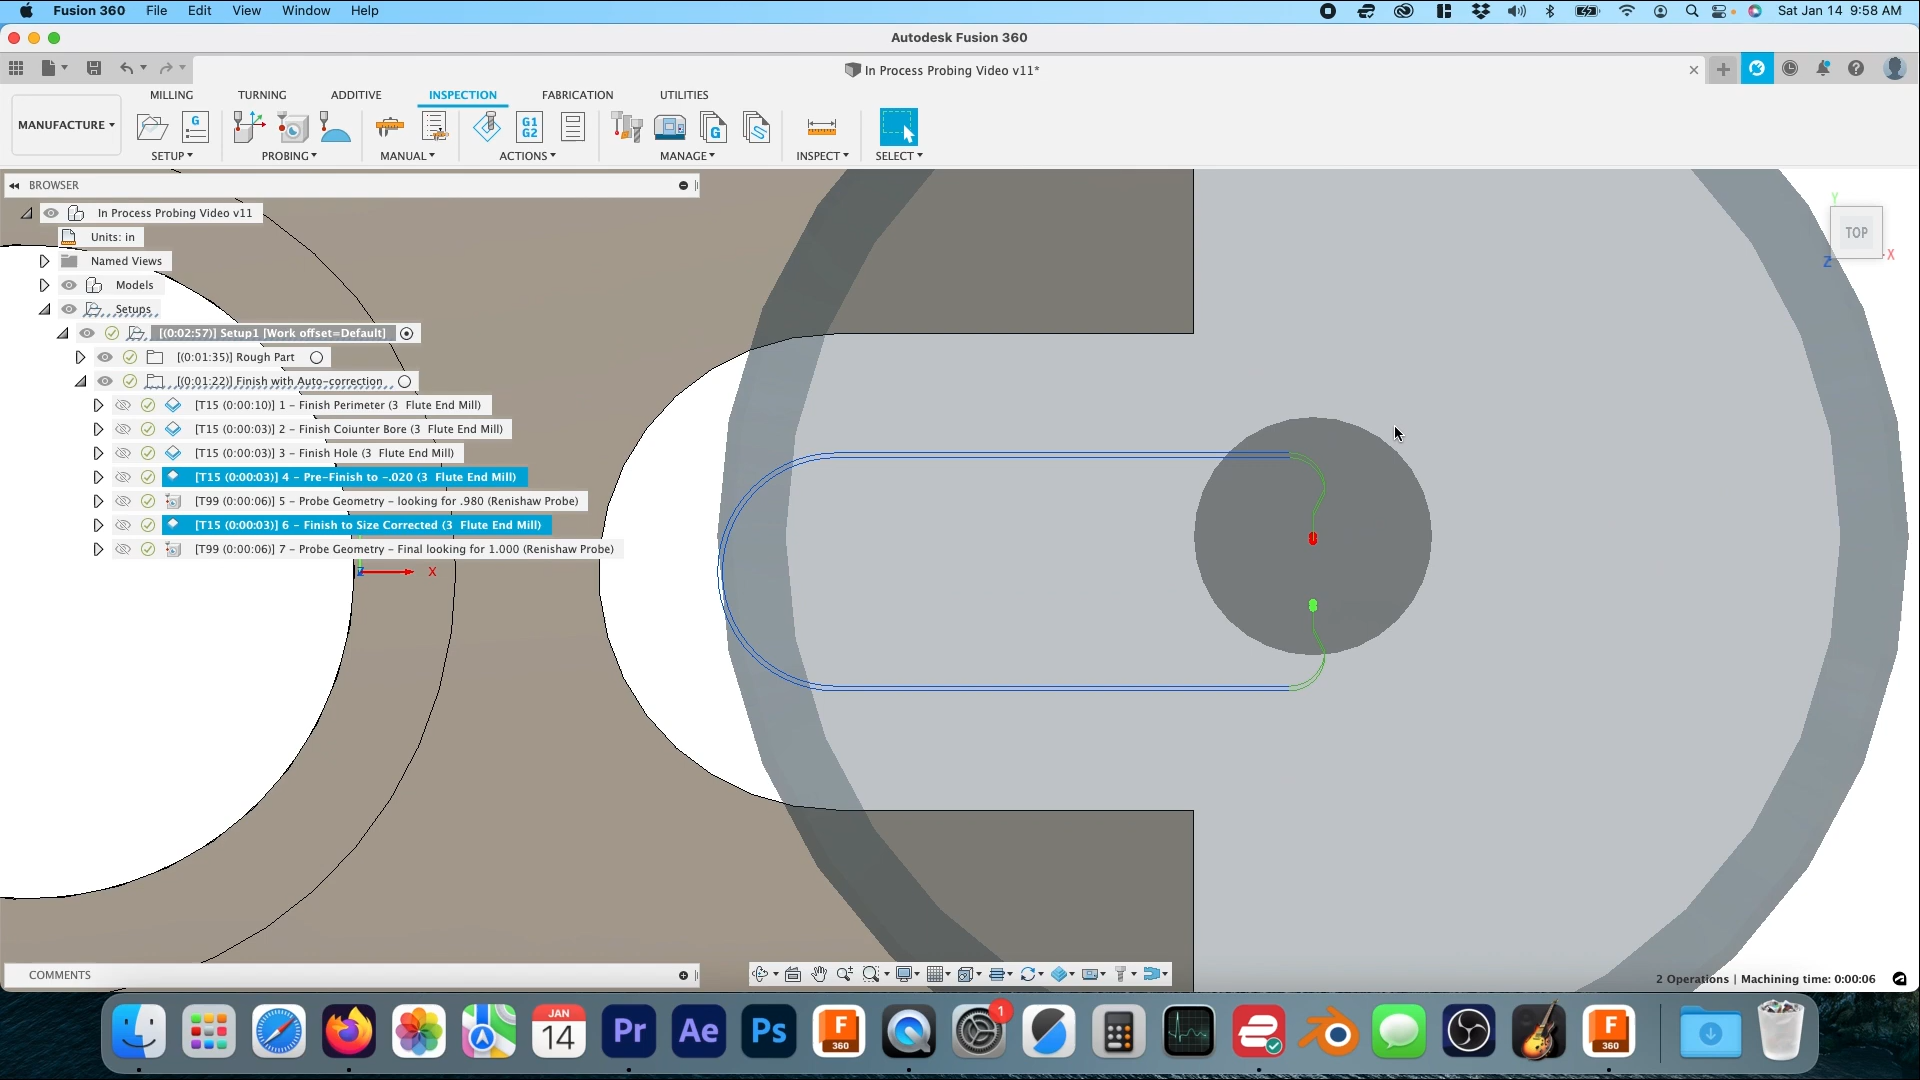 Fusion 360 File Edit View Window Help Sat Jan 14 9:58 AM
Autodesk Fusion 360
In Process Probing Video v11*
MILLING TURNING ADDITIVE INSPECTION FABRICATION UTILITIES
MANUFACTURE
G
G1
G2
G
SETUP PROBING MANUAL ACTIONS MANAGE INSPECT SELECT
BROWSER
In Process Probing Video v11
Units: in
Named Views
Models
Setups
[(0:02:57)] Setup1 [Work offset=Default]
[(0:01:35)] Rough Part
[(0:01:22)] Finish with Auto-correction
[T15 (0:00:10)] 1 - Finish Perimeter (3 Flute End Mill)
[T15 (0:00:03)] 2 - Finish Coiunter Bore (3 Flute End Mill)
[T15 (0:00:03)] 3 - Finish Hole (3 Flute End Mill)
[T15 (0:00:03)] 4 - Pre-Finish to -.020 (3 Flute End Mill)
[T99 (0:00:06)] 5 - Probe Geometry - looking for .980 (Renishaw Probe)
[T15 (0:00:03)] 6 - Finish to Size Corrected (3 Flute End Mill)
[T99 (0:00:06)] 7 - Probe Geometry - Final looking for 1.000 (Renishaw Probe)
Z X
Y
TOP
Z X
COMMENTS
2 Operations | Machining time: 0:00:06
JAN
14
Pr
Ae
Ps
F
360
1
F
360